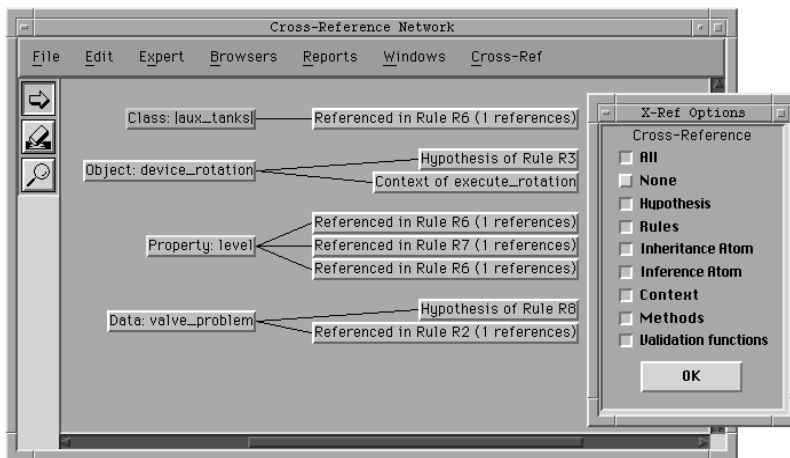 Cross-Reference Network
File Edit Expert Browsers Reports Windows Cross-Ref
Class: |aux_tanks|
Referenced in Rule R6 (1 references)
Object: device_rotation
Hypothesis of Rule R3
Context of execute_rotation
Property: level
Referenced in Rule R6 (1 references)
Referenced in Rule R7 (1 references)
Referenced in Rule R6 (1 references)
Data: valve_problem
Hypothesis of Rule R8
Referenced in Rule R2 (1 references)
X-Ref Options
Cross-Reference
All
None
Hypothesis
Rules
Inheritance Atom
Inference Atom
Context
Methods
Validation functions
OK